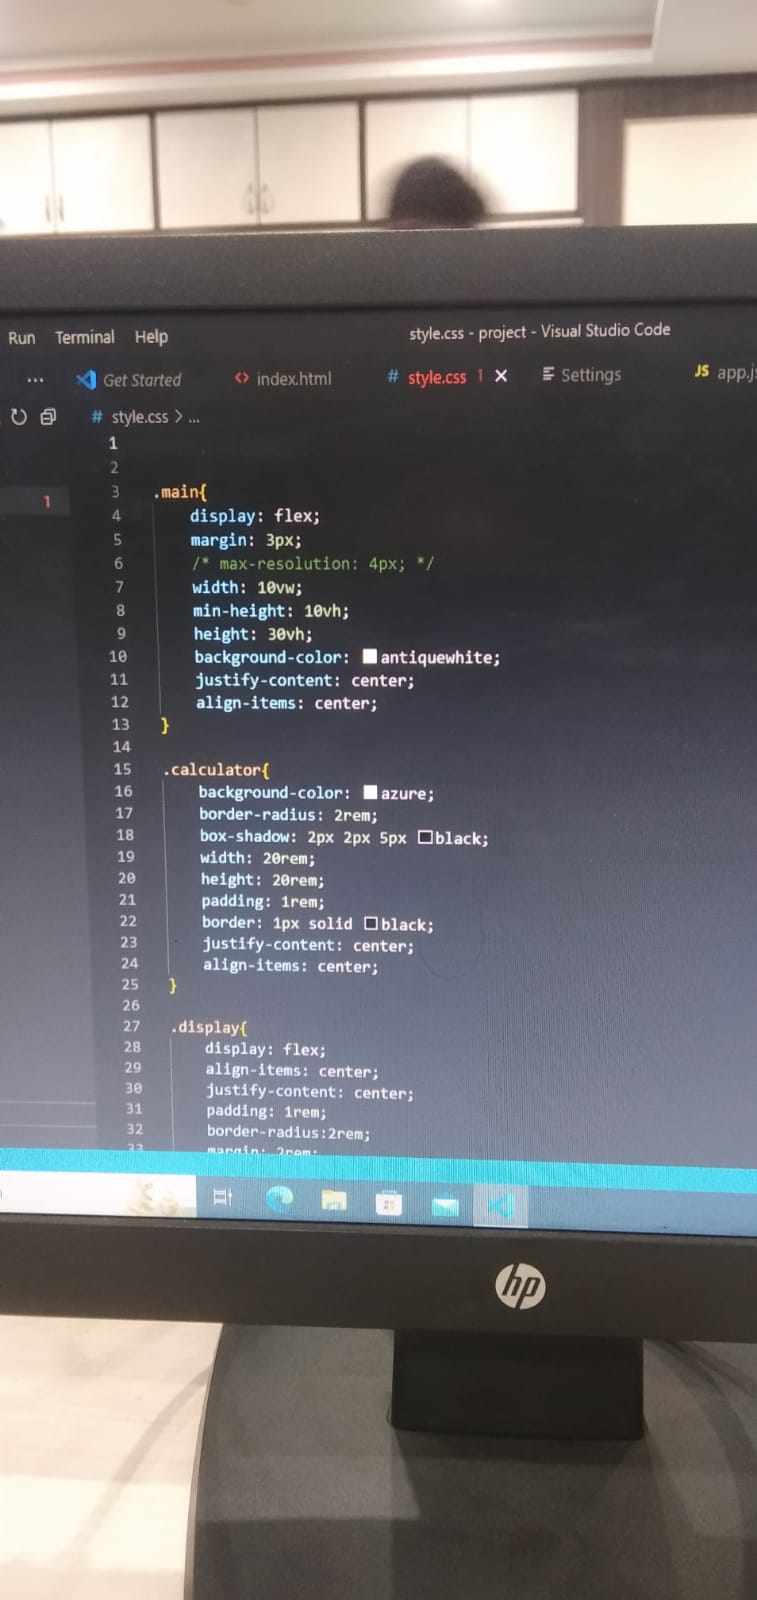 Run Terminal Help style.css - project - Visual Studio Code
... Get Started index.html # style.css 1 × Settings JS app.js
# style.css > ...
1
1
2
3 .main{
4 display: flex;
5 margin: 3px;
6 /* max-resolution: 4px; */
7 width: 10vw;
8 min-height: 10vh;
9 height: 30vh;
10 background-color: antiquewhite;
11 justify-content: center;
12 align-items: center;
13 }
14
15 .calculator{
16 background-color: azure;
17 border-radius: 2rem;
18 box-shadow: 2px 2px 5px black;
19 width: 20rem;
20 height: 20rem;
21 padding: 1rem;
22 border: 1px solid black;
23 justify-content: center;
24 align-items: center;
25 }
26
27 .display{
28 display: flex;
29 align-items: center;
30 justify-content: center;
31 padding: 1rem;
32 border-radius:2rem;
33 margin: 2rem;
hp